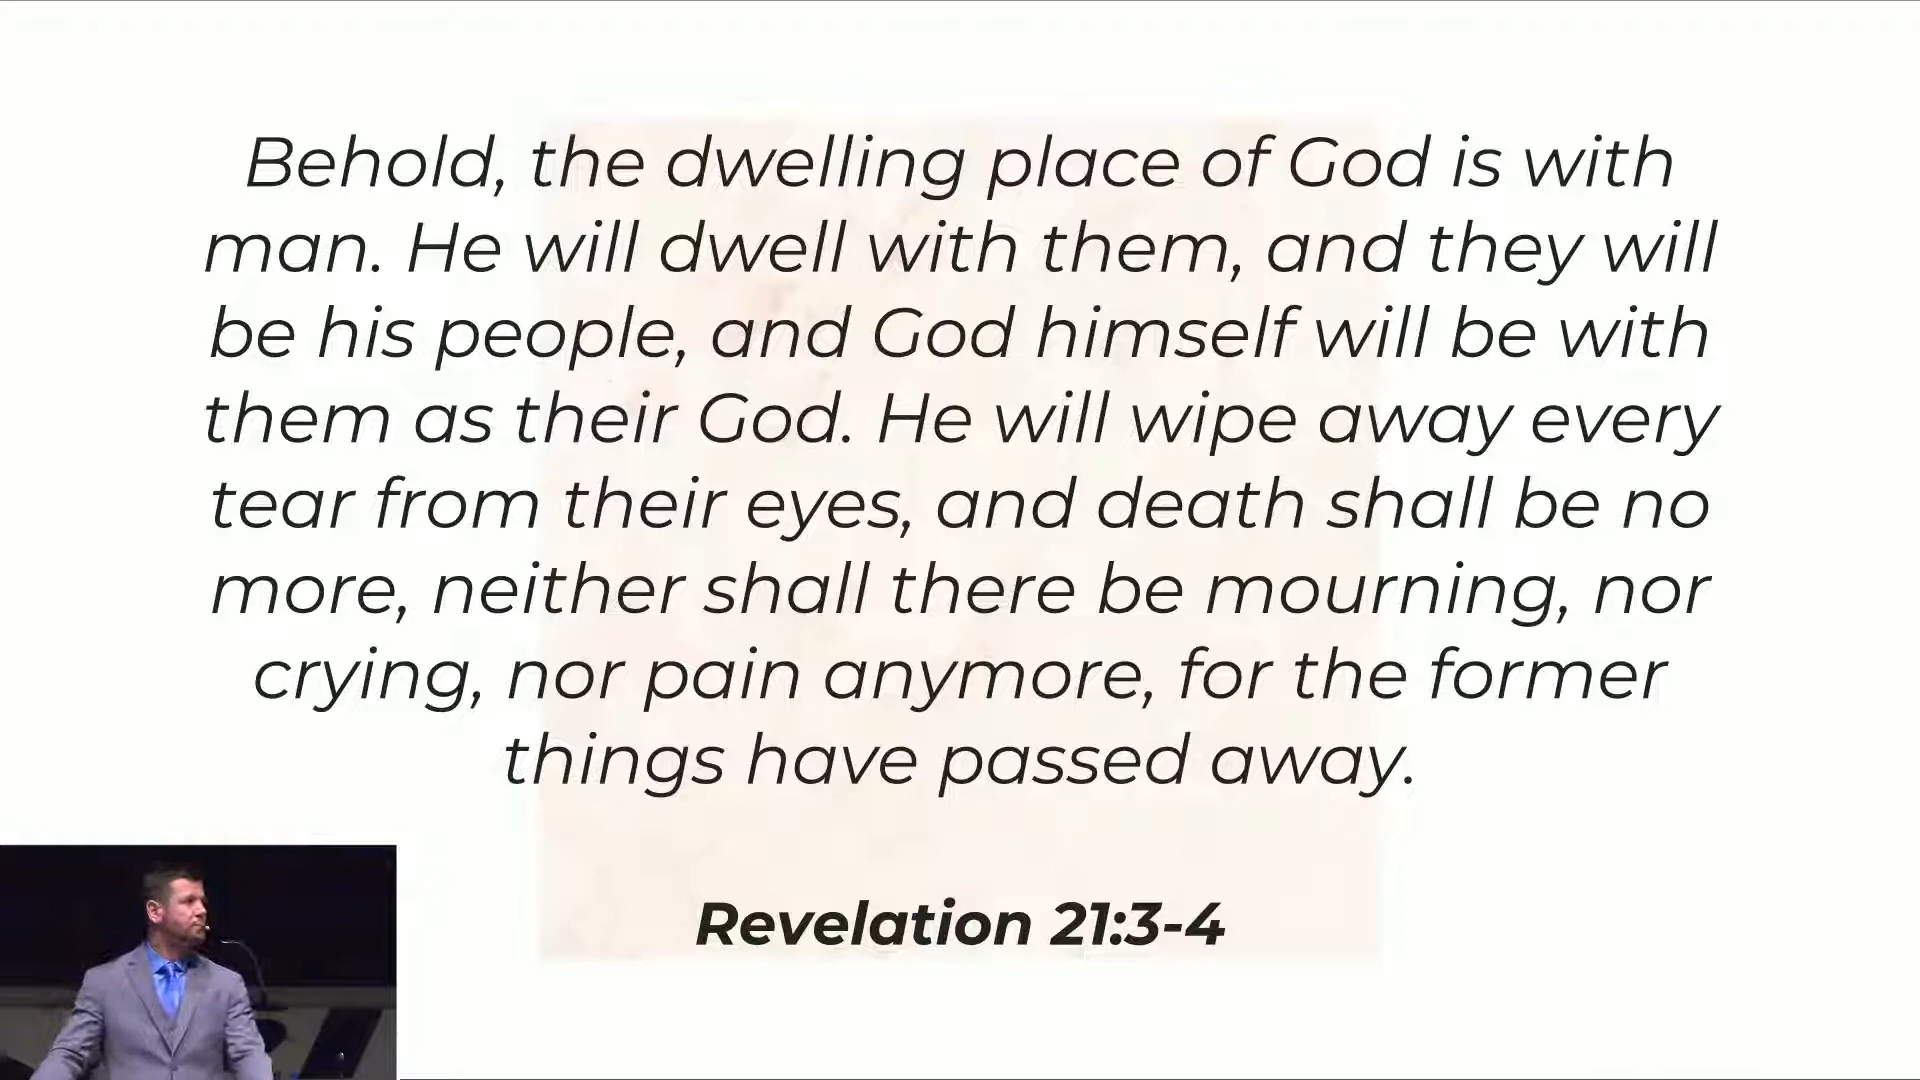 Behold, the dwelling place of God is with
man. He will dwell with them, and they will
be his people, and God himself will be with
them as their God. He will wipe away every
tear from their eyes, and death shall be no
more, neither shall there be mourning, nor
crying, nor pain anymore, for the former
things have passed away.
Revelation 21:3-4